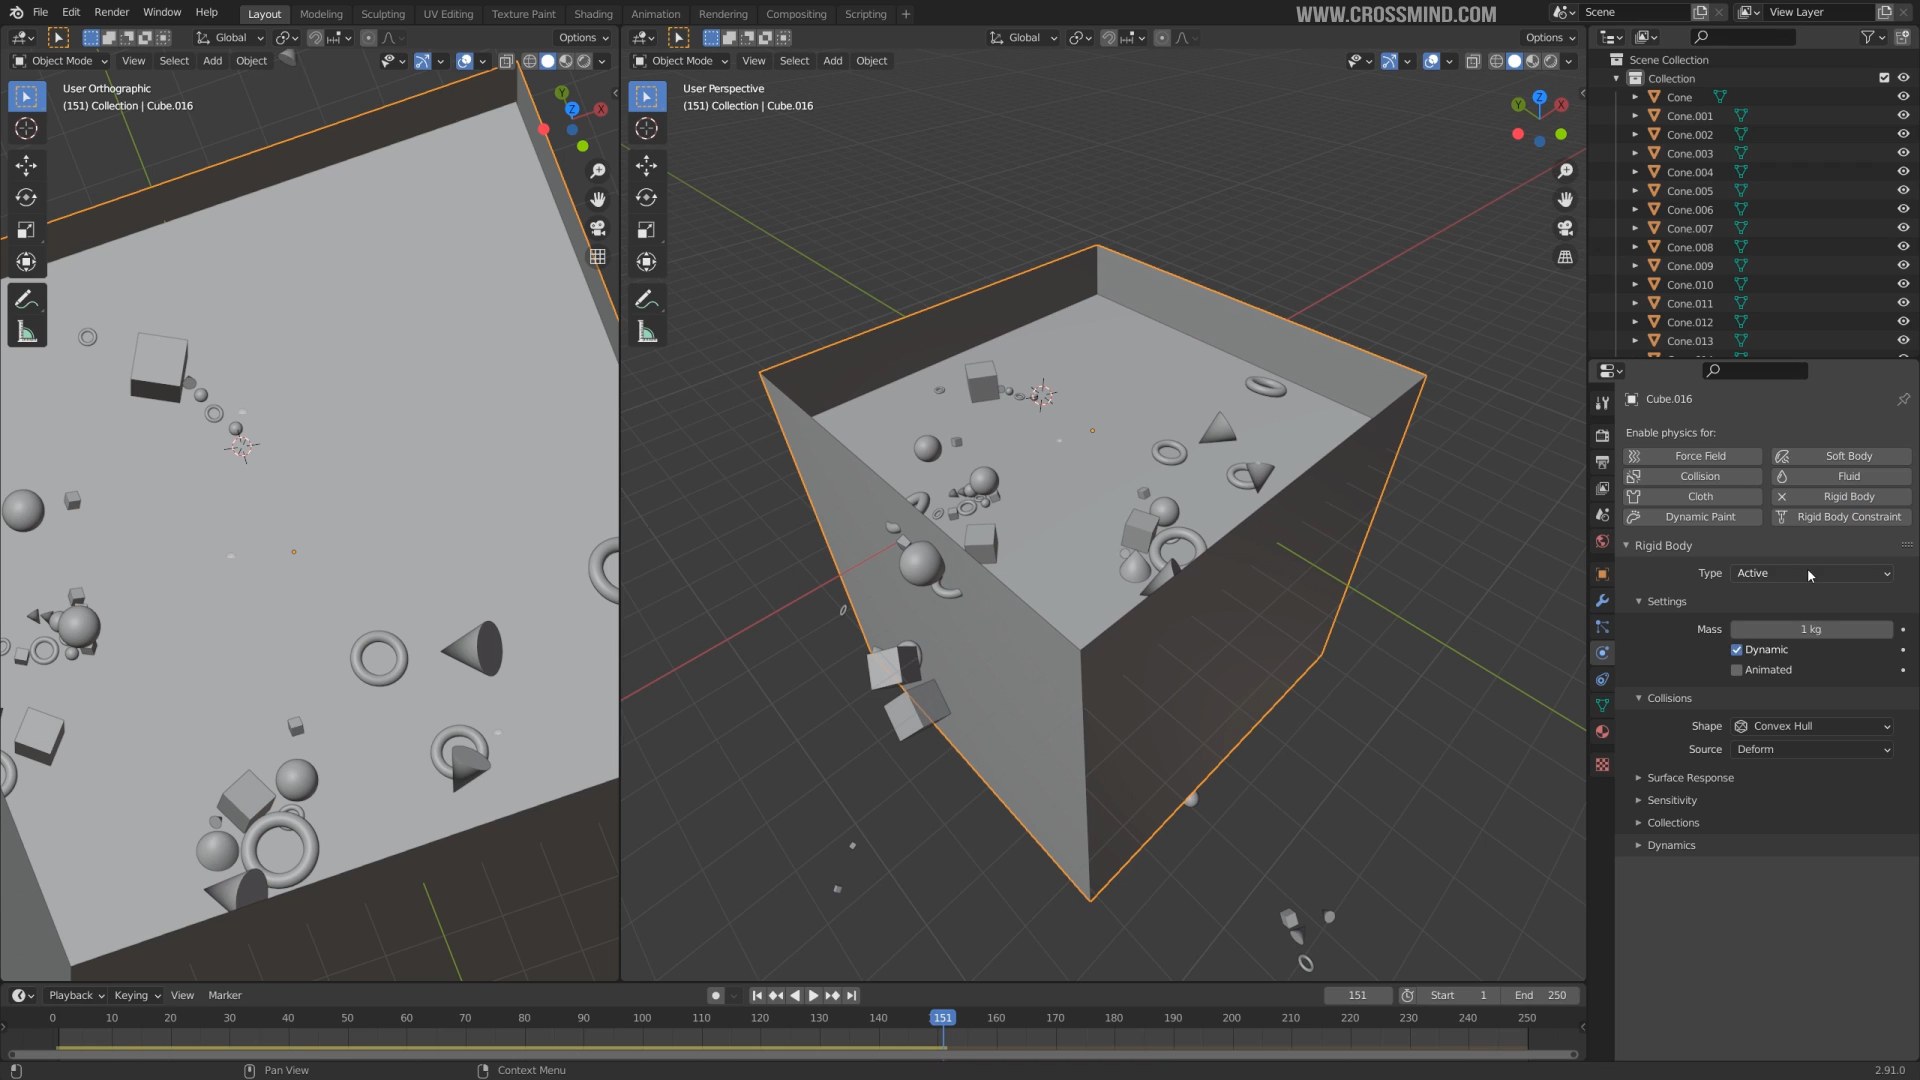 File Edit Render Window Help Layout Modeling Sculpting UV Editing Texture Paint Shading Animation Rendering Compositing Scripting + WWW.CROSSMIND.COM Scene View Layer
Global Options
Global Options
Object Mode View Select Add Object
Object Mode View Select Add Object
User Orthographic
(151) Collection | Cube.016
User Perspective
(151) Collection | Cube.016
Y
Z
X
Y
Z
X
Scene Collection
Collection
Cone
Cone.001
Cone.002
Cone.003
Cone.004
Cone.005
Cone.006
Cone.007
Cone.008
Cone.009
Cone.010
Cone.011
Cone.012
Cone.013
Cube.016
Enable physics for:
Force Field Soft Body
Collision Fluid
Cloth Rigid Body
Dynamic Paint Rigid Body Constraint
Rigid Body
Type Active
Settings
Mass 1 kg
Dynamic
Animated
Collisions
Shape Convex Hull
Source Deform
Surface Response
Sensitivity
Collections
Dynamics
Playback Keying View Marker 151 Start 1 End 250
0 10 20 30 40 50 60 70 80 90 100 110 120 130 140 151 160 170 180 190 200 210 220 230 240 250
Pan View Context Menu 2.91.0